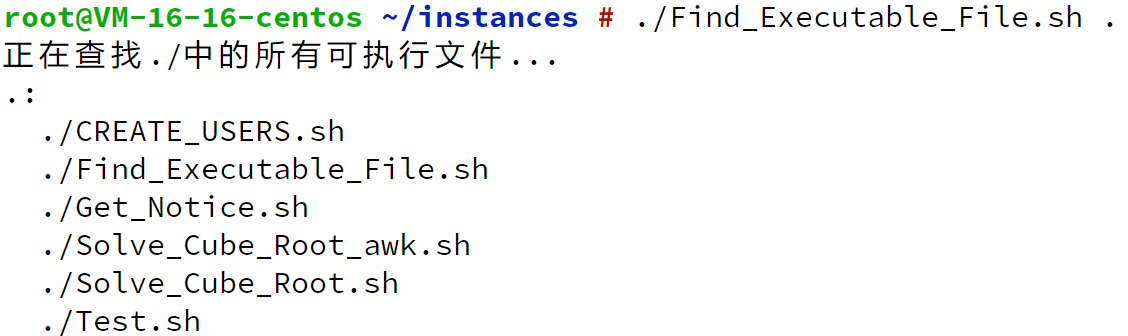 root@VM-16-16-centos ~/instances # ./Find_Executable_File.sh .
正在查找./中的所有可执行文件...
.:
./CREATE_USERS.sh
./Find_Executable_File.sh
./Get_Notice.sh
./Solve_Cube_Root_awk.sh
./Solve_Cube_Root.sh
./Test.sh